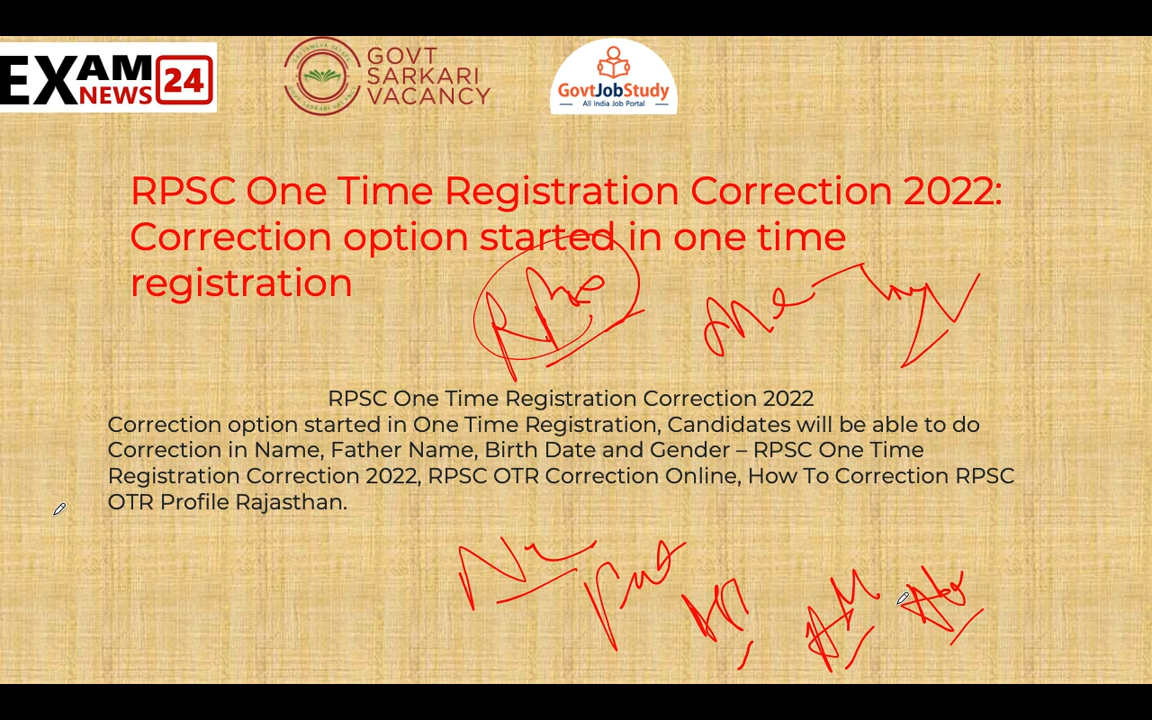 EXAM
NEWS 24
GOVT
SARKARI
VACANCY
GovtJobStudy
All India Job Portal
RPSC One Time Registration Correction 2022:
Correction option started in one time
registration
RPSC One Time Registration Correction 2022
Correction option started in One Time Registration, Candidates will be able to do
Correction in Name, Father Name, Birth Date and Gender – RPSC One Time
Registration Correction 2022, RPSC OTR Correction Online, How To Correction RPSC
OTR Profile Rajasthan.